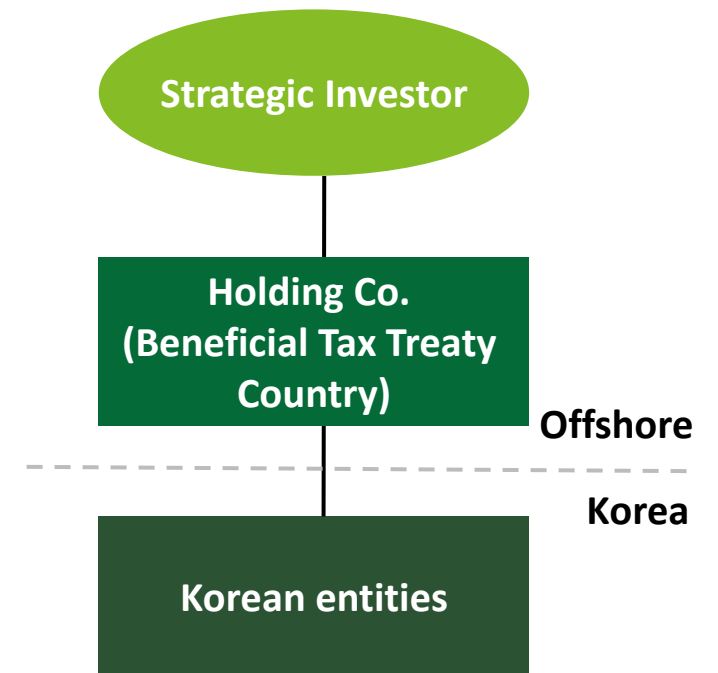 Strategic Investor
Holding Co.
(Beneficial Tax Treaty
Country)
Offshore
Korea
Korean entities